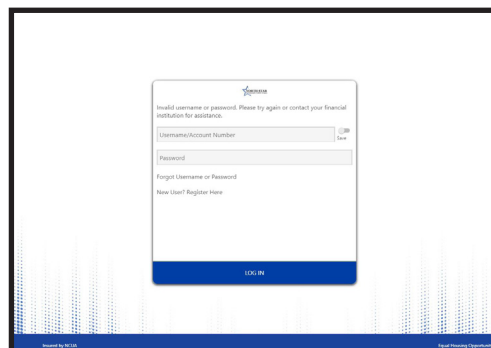 Invalid username or password. Please try again or contact your financial
institution for assistance.
Username/Account Number
Save
Password
Forgot Username or Password
New User? Register Here
LOG IN
Insured by NCUA
Equal Housing Opportunity